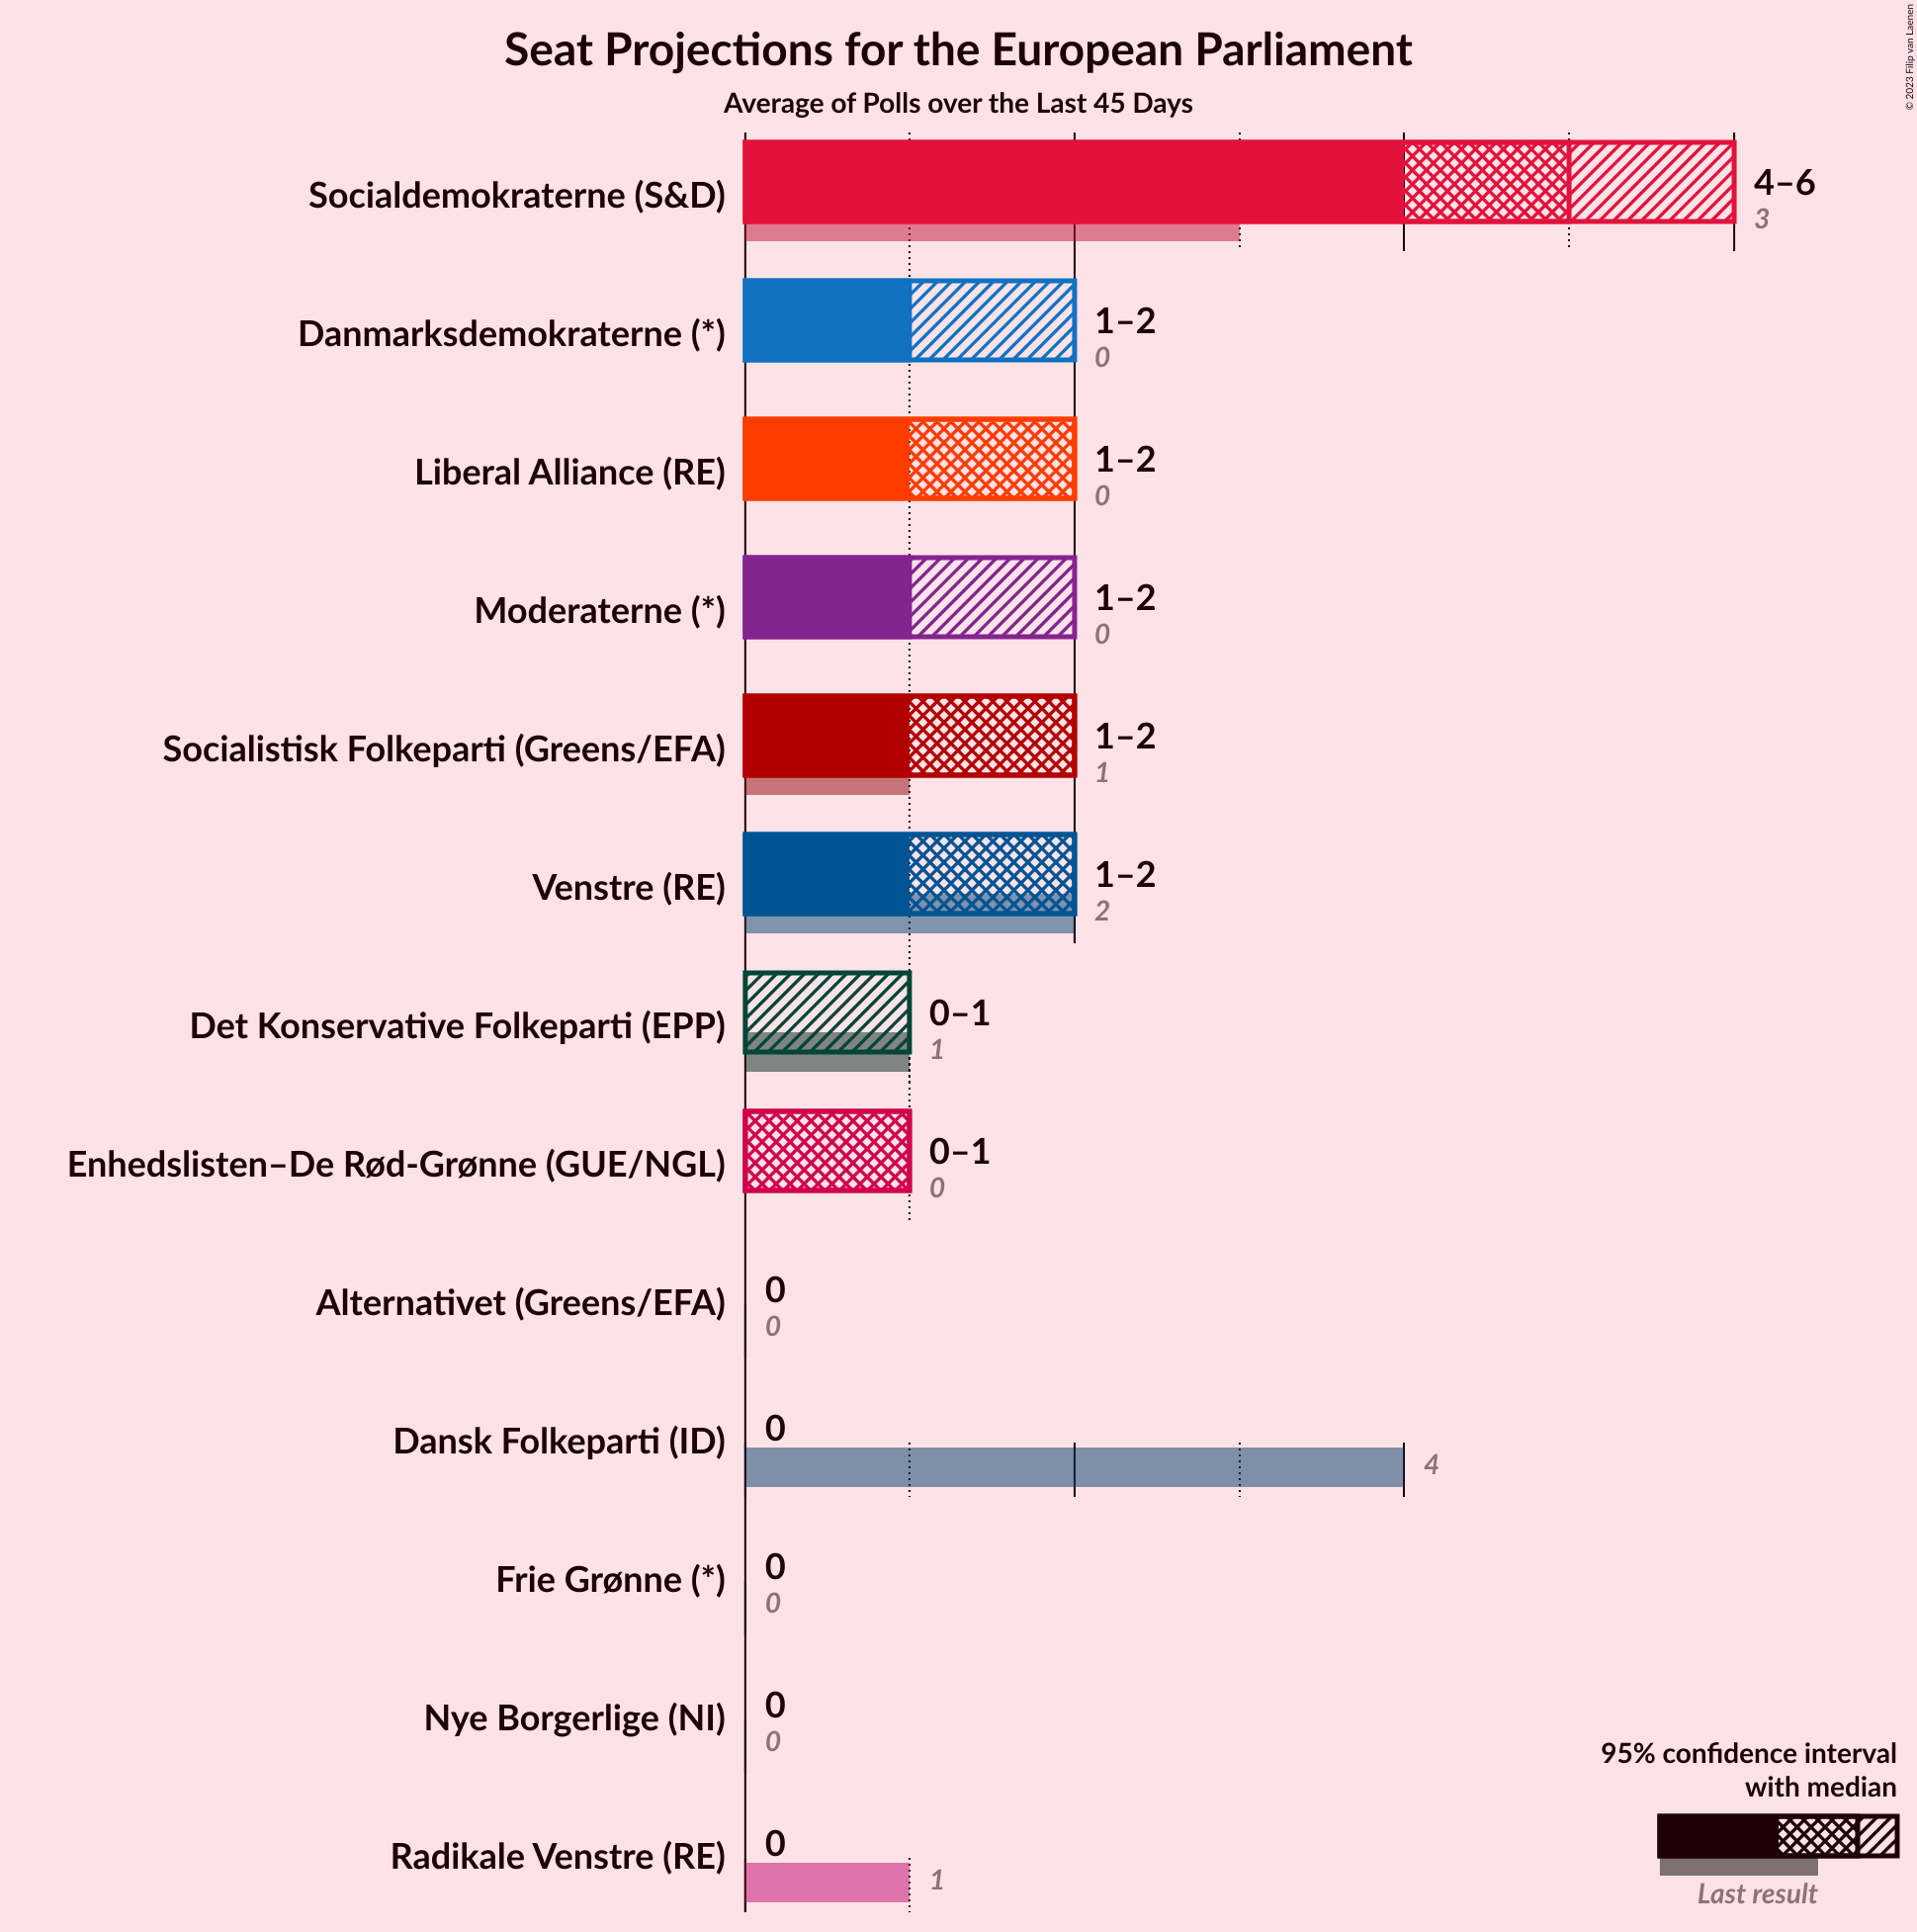 Seat Projections for the European Parliament
Average of Polls over the Last 45 Days
© 2023 Filip van Laenen
Socialdemokraterne (S&D)
4–6
3
Danmarksdemokraterne (*)
1–2
0
Liberal Alliance (RE)
1–2
0
Moderaterne (*)
1–2
0
Socialistisk Folkeparti (Greens/EFA)
1–2
1
Venstre (RE)
1–2
2
Det Konservative Folkeparti (EPP)
0–1
1
Enhedslisten–De Rød-Grønne (GUE/NGL)
0–1
0
Alternativet (Greens/EFA)
0
0
Dansk Folkeparti (ID)
0
4
Frie Grønne (*)
0
0
Nye Borgerlige (NI)
0
0
Radikale Venstre (RE)
0
1
95% confidence interval
with median
Last result